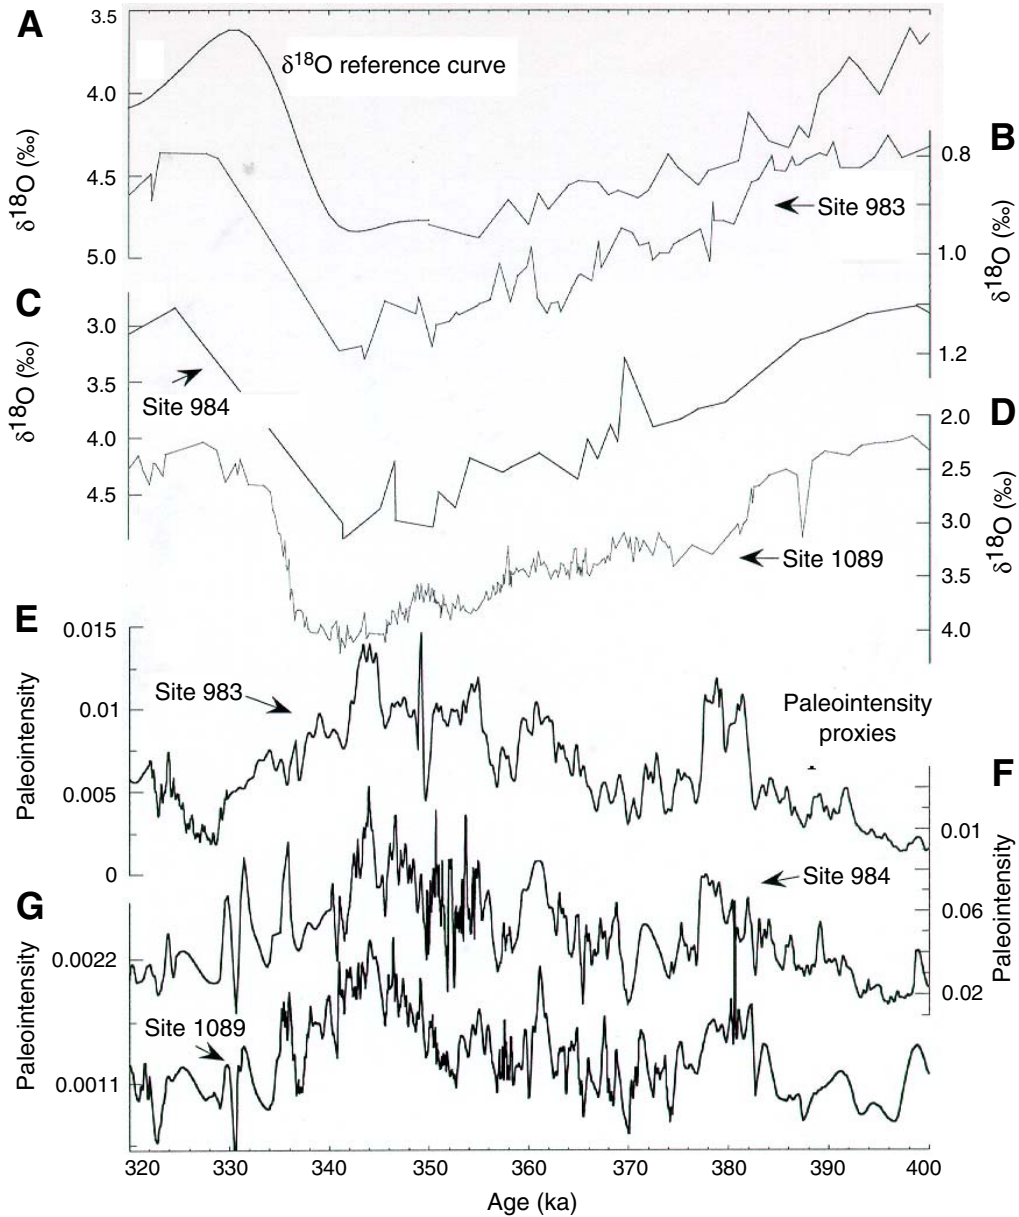 A
3.5
δ18O reference curve
4.0
4.5
5.0
δ18O (‰)
B
0.8
Site 983
1.0
1.2
δ18O (‰)
C
3.0
3.5
4.0
4.5
δ18O (‰)
Site 984
D
2.0
2.5
3.0
3.5
4.0
δ18O (‰)
Site 1089
E
0.015
0.01
0.005
0
Paleointensity
Site 983
Paleointensity
proxies
F
0.01
0.06
0.02
Paleointensity
Site 984
G
0.0022
0.0011
Paleointensity
Site 1089
320 330 340 350 360 370 380 390 400
Age (ka)